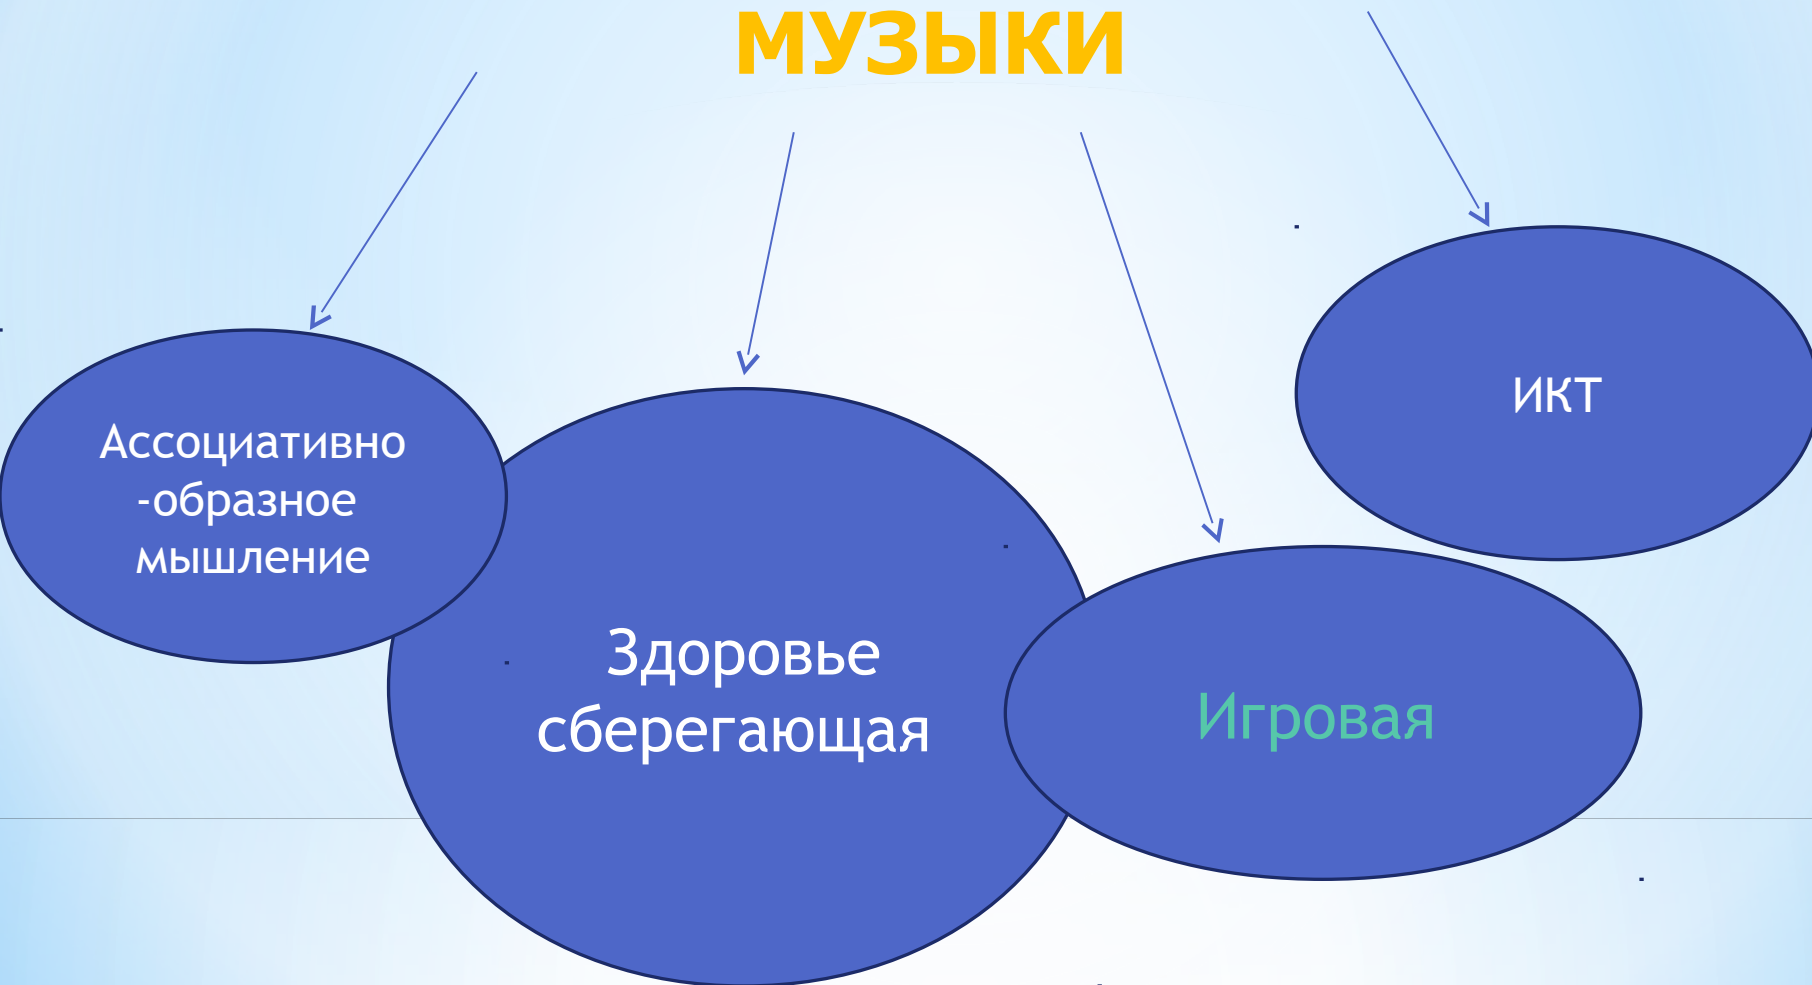 МУЗЫКИ
Ассоциативно
-образное
мышление
Здоровье
сберегающая
Игровая
ИКТ